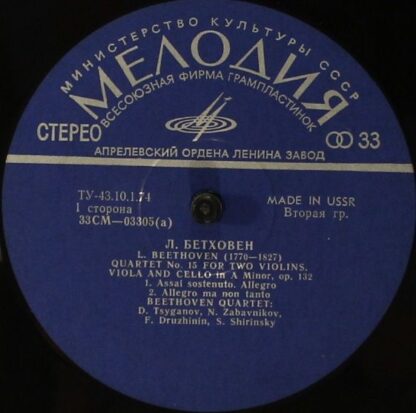 МИНИСТЕРСТВО КУЛЬТУРЫ СССР
МЕЛОДИЯ
ВСЕСОЮЗНАЯ ФИРМА ГРАМПЛАСТИНОК
СТЕРЕО
33
АПРЕЛЕВСКИЙ ОРДЕНА ЛЕНИНА ЗАВОД
ТУ-43.10.1.74
MADE IN USSR
1 сторона
Вторая гр.
33СМ—03305(а)
Л. БЕТХОВЕН
L. BEETHOVEN (1770—1827)
QUARTET No. 15 FOR TWO VIOLINS,
VIOLA AND CELLO in A Minor, op. 132
1. Assai sostenuto. Allegro
2. Allegro ma non tanto
BEETHOVEN QUARTET:
D. Tsyganov, N. Zabavnikov,
F. Druzhinin, S. Shirinsky